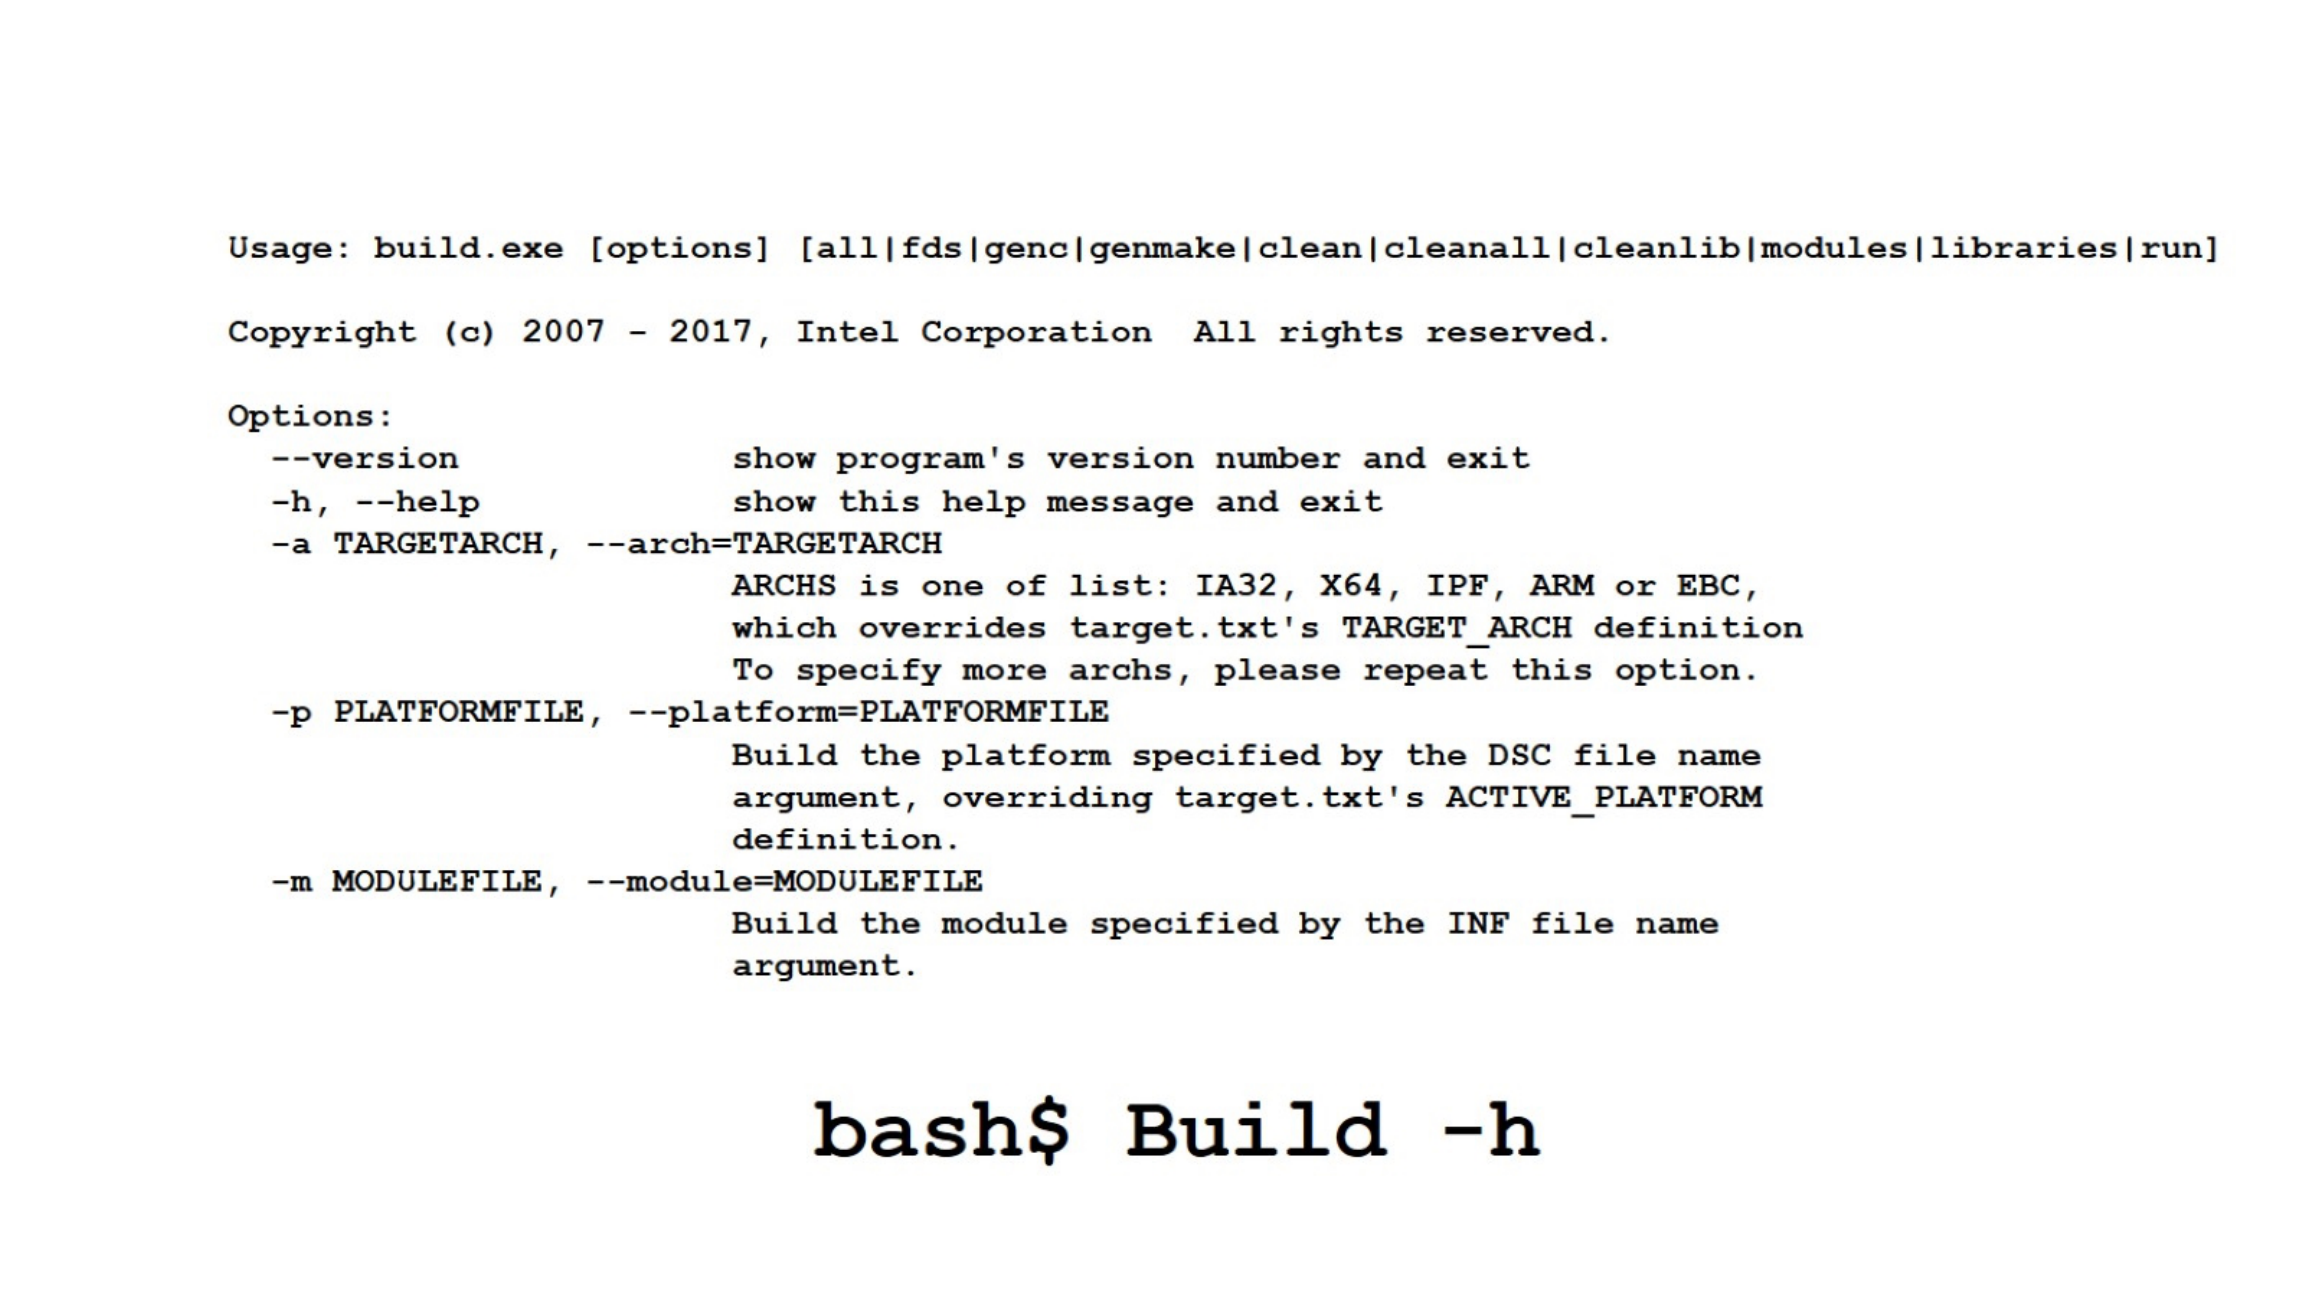 Usage: build.exe [options] [all|fds|genc|genmake|clean|cleanall|cleanlib|modules|libraries|run]
Copyright (c) 2007 - 2017, Intel Corporation  All rights reserved.
Options:
--version             show program's version number and exit
-h, --help            show this help message and exit
-a TARGETARCH, --arch=TARGETARCH
ARCHS is one of list: IA32, X64, IPF, ARM or EBC,
which overrides target.txt's TARGET_ARCH definition
To specify more archs, please repeat this option.
-p PLATFORMFILE, --platform=PLATFORMFILE
Build the platform specified by the DSC file name
argument, overriding target.txt's ACTIVE_PLATFORM
definition.
-m MODULEFILE, --module=MODULEFILE
Build the module specified by the INF file name
argument.
bash$ Build -h